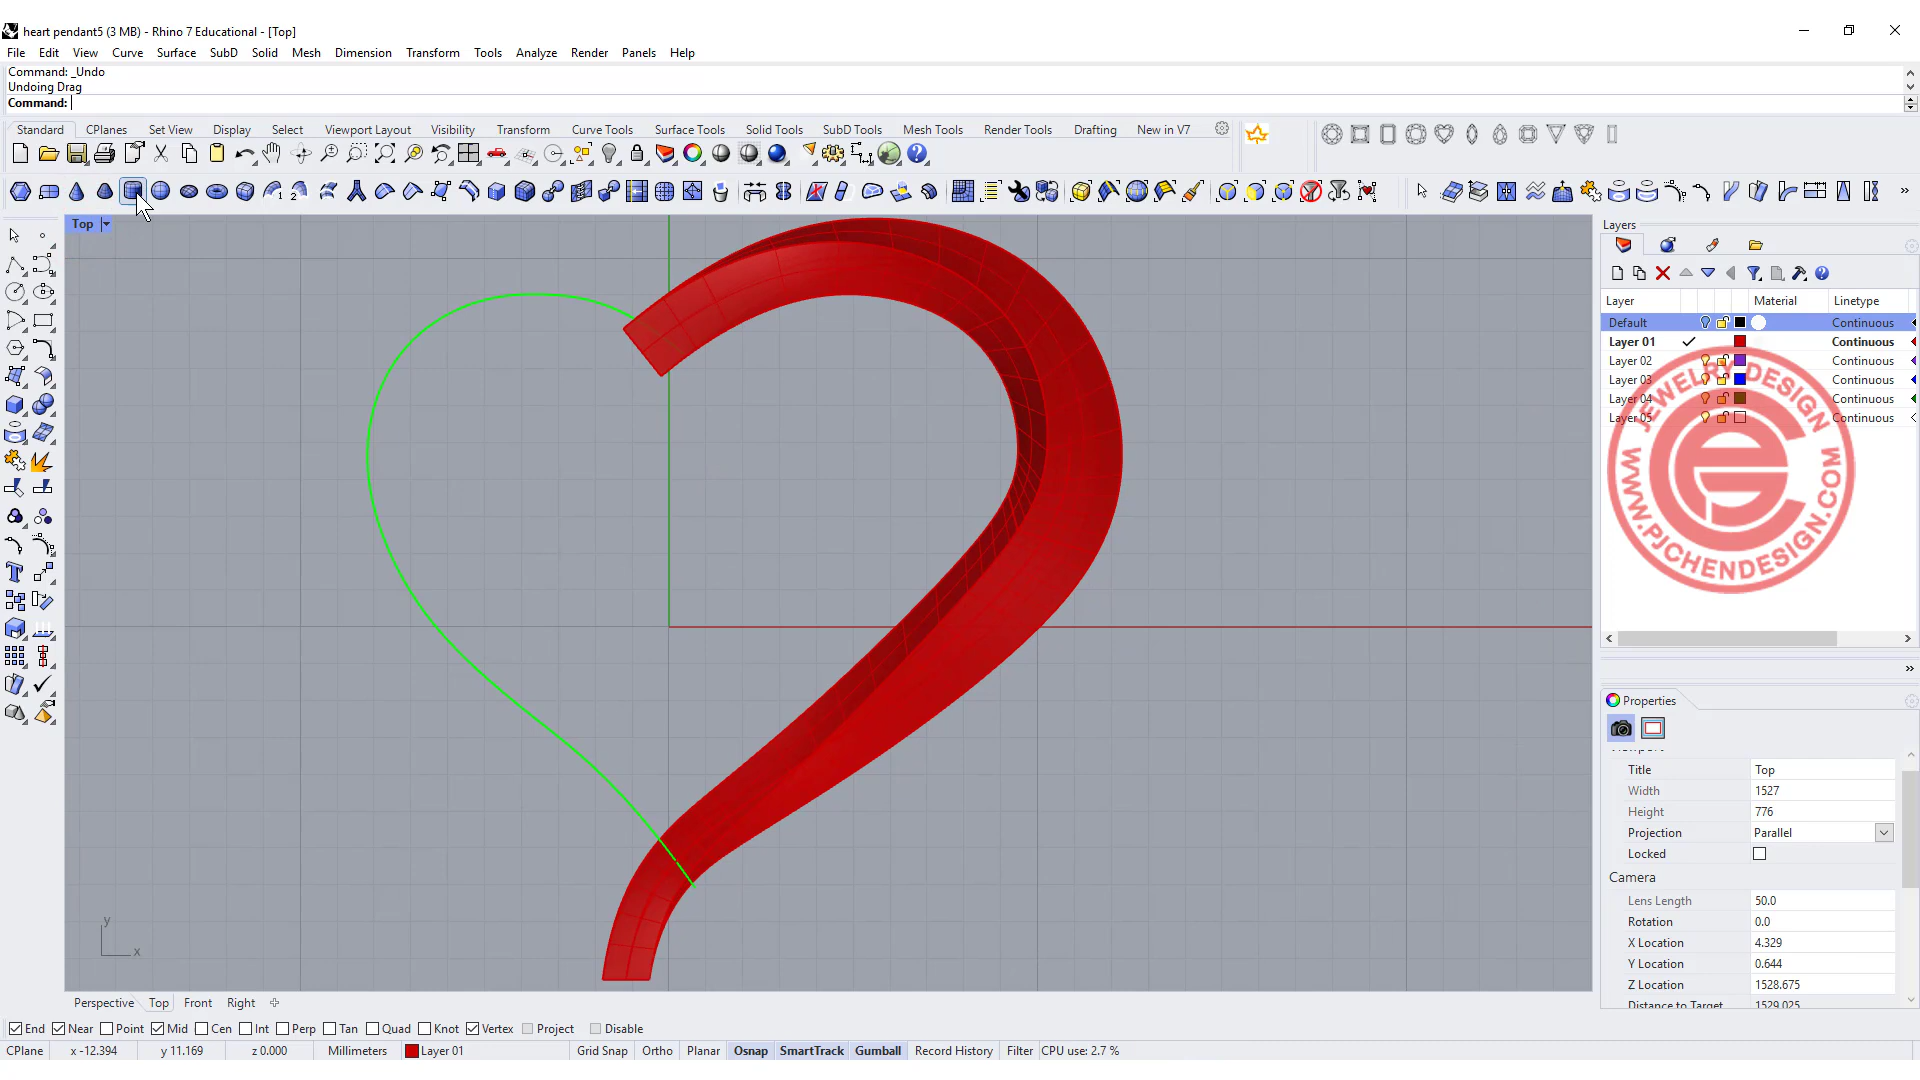 heart pendant5 (3 MB) - Rhino 7 Educational - [Top]
File Edit View Curve Surface SubD Solid Mesh Dimension Transform Tools Analyze Render Panels Help
Command: _Undo
Undoing Drag
Command:
Standard CPlanes Set View Display Select Viewport Layout Visibility Transform Curve Tools Surface Tools Solid Tools SubD Tools Mesh Tools Render Tools Drafting New in V7
Top
Layers
Layer Material Linetype
Default Continuous
Layer 01 Continuous
Layer 02 Continuous
Layer 03 Continuous
Layer 04 Continuous
Layer 05 Continuous
JEWELRY DESIGN
WWW.PJCHENDESIGN.COM
Properties
Title Top
Width 1527
Height 776
Projection Parallel
Locked
Camera
Lens Length 50.0
Rotation 0.0
X Location 4.329
Y Location 0.644
Z Location 1528.675
Distance to Target 1529.025
y
x
Perspective Top Front Right
End Near Point Mid Cen Int Perp Tan Quad Knot Vertex Project Disable
CPlane x -12.394 y 11.169 z 0.000 Millimeters Layer 01 Grid Snap Ortho Planar Osnap SmartTrack Gumball Record History Filter CPU use: 2.7 %